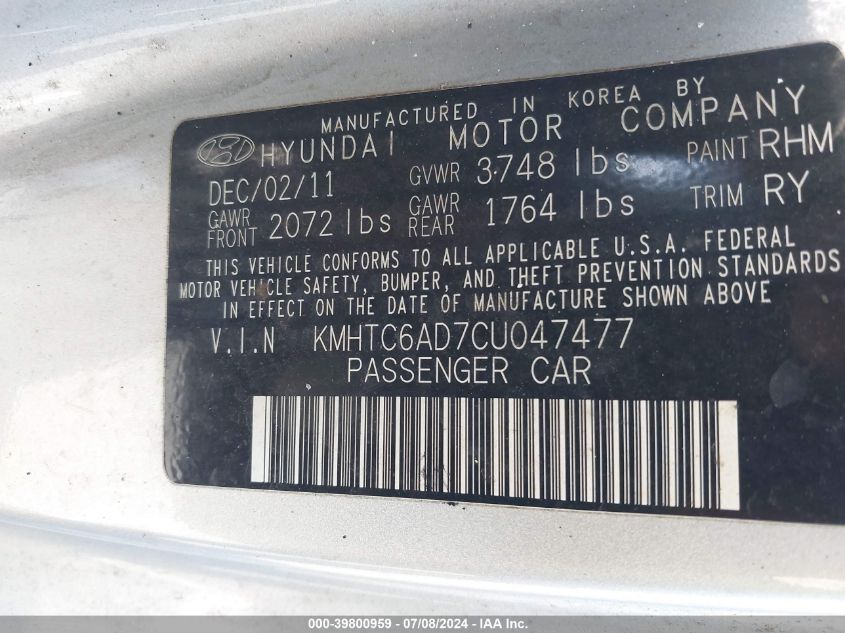 MANUFACTURED IN KOREA BY
HYUNDAI MOTOR COMPANY
DEC/02/11 GVWR 3748 lbs PAINT RHM
GAWR FRONT 2072 lbs GAWR REAR 1764 lbs TRIM RY
THIS VEHICLE CONFORMS TO ALL APPLICABLE U.S.A. FEDERAL
MOTOR VEHICLE SAFETY, BUMPER, AND THEFT PREVENTION STANDARDS
IN EFFECT ON THE DATE OF MANUFACTURE SHOWN ABOVE
V.I.N KMHTC6AD7CU047477
PASSENGER CAR
000-39800959 - 07/08/2024 - IAA Inc.